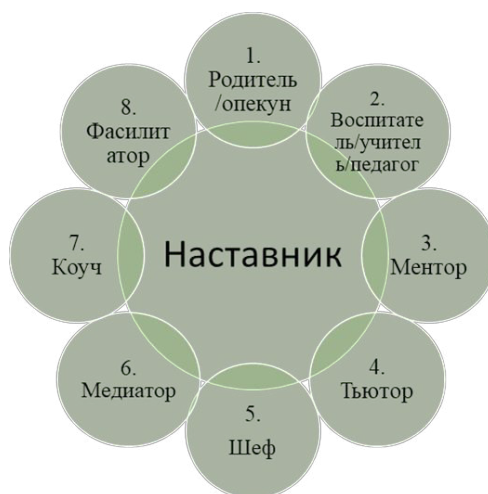 1.
Родитель
/опекун
2.
Воспитате
ль/учител
ь/педагог
3.
Ментор
4.
Тьютор
5.
Шеф
6.
Медиатор
7.
Коуч
8.
Фасилит
атор
Наставник